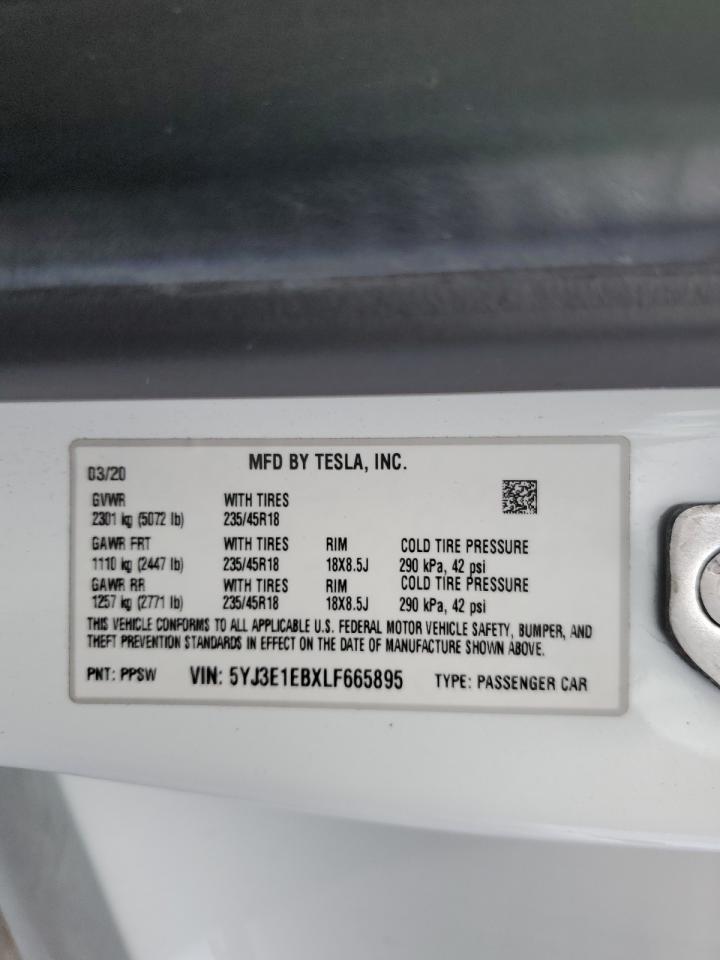 MFD BY TESLA, INC.
03/20
GVWR WITH TIRES
2301 kg (5072 lb) 235/45R18
GAWR FRT WITH TIRES RIM COLD TIRE PRESSURE
1110 kg (2447 lb) 235/45R18 18X8.5J 290 kPa, 42 psi
GAWR RR WITH TIRES RIM COLD TIRE PRESSURE
1257 kg (2771 lb) 235/45R18 18X8.5J 290 kPa, 42 psi
THIS VEHICLE CONFORMS TO ALL APPLICABLE U.S. FEDERAL MOTOR VEHICLE SAFETY, BUMPER, AND
THEFT PREVENTION STANDARDS IN EFFECT ON THE DATE OF MANUFACTURE SHOWN ABOVE.
PNT: PPSW VIN: 5YJ3E1EBXLF665895 TYPE: PASSENGER CAR